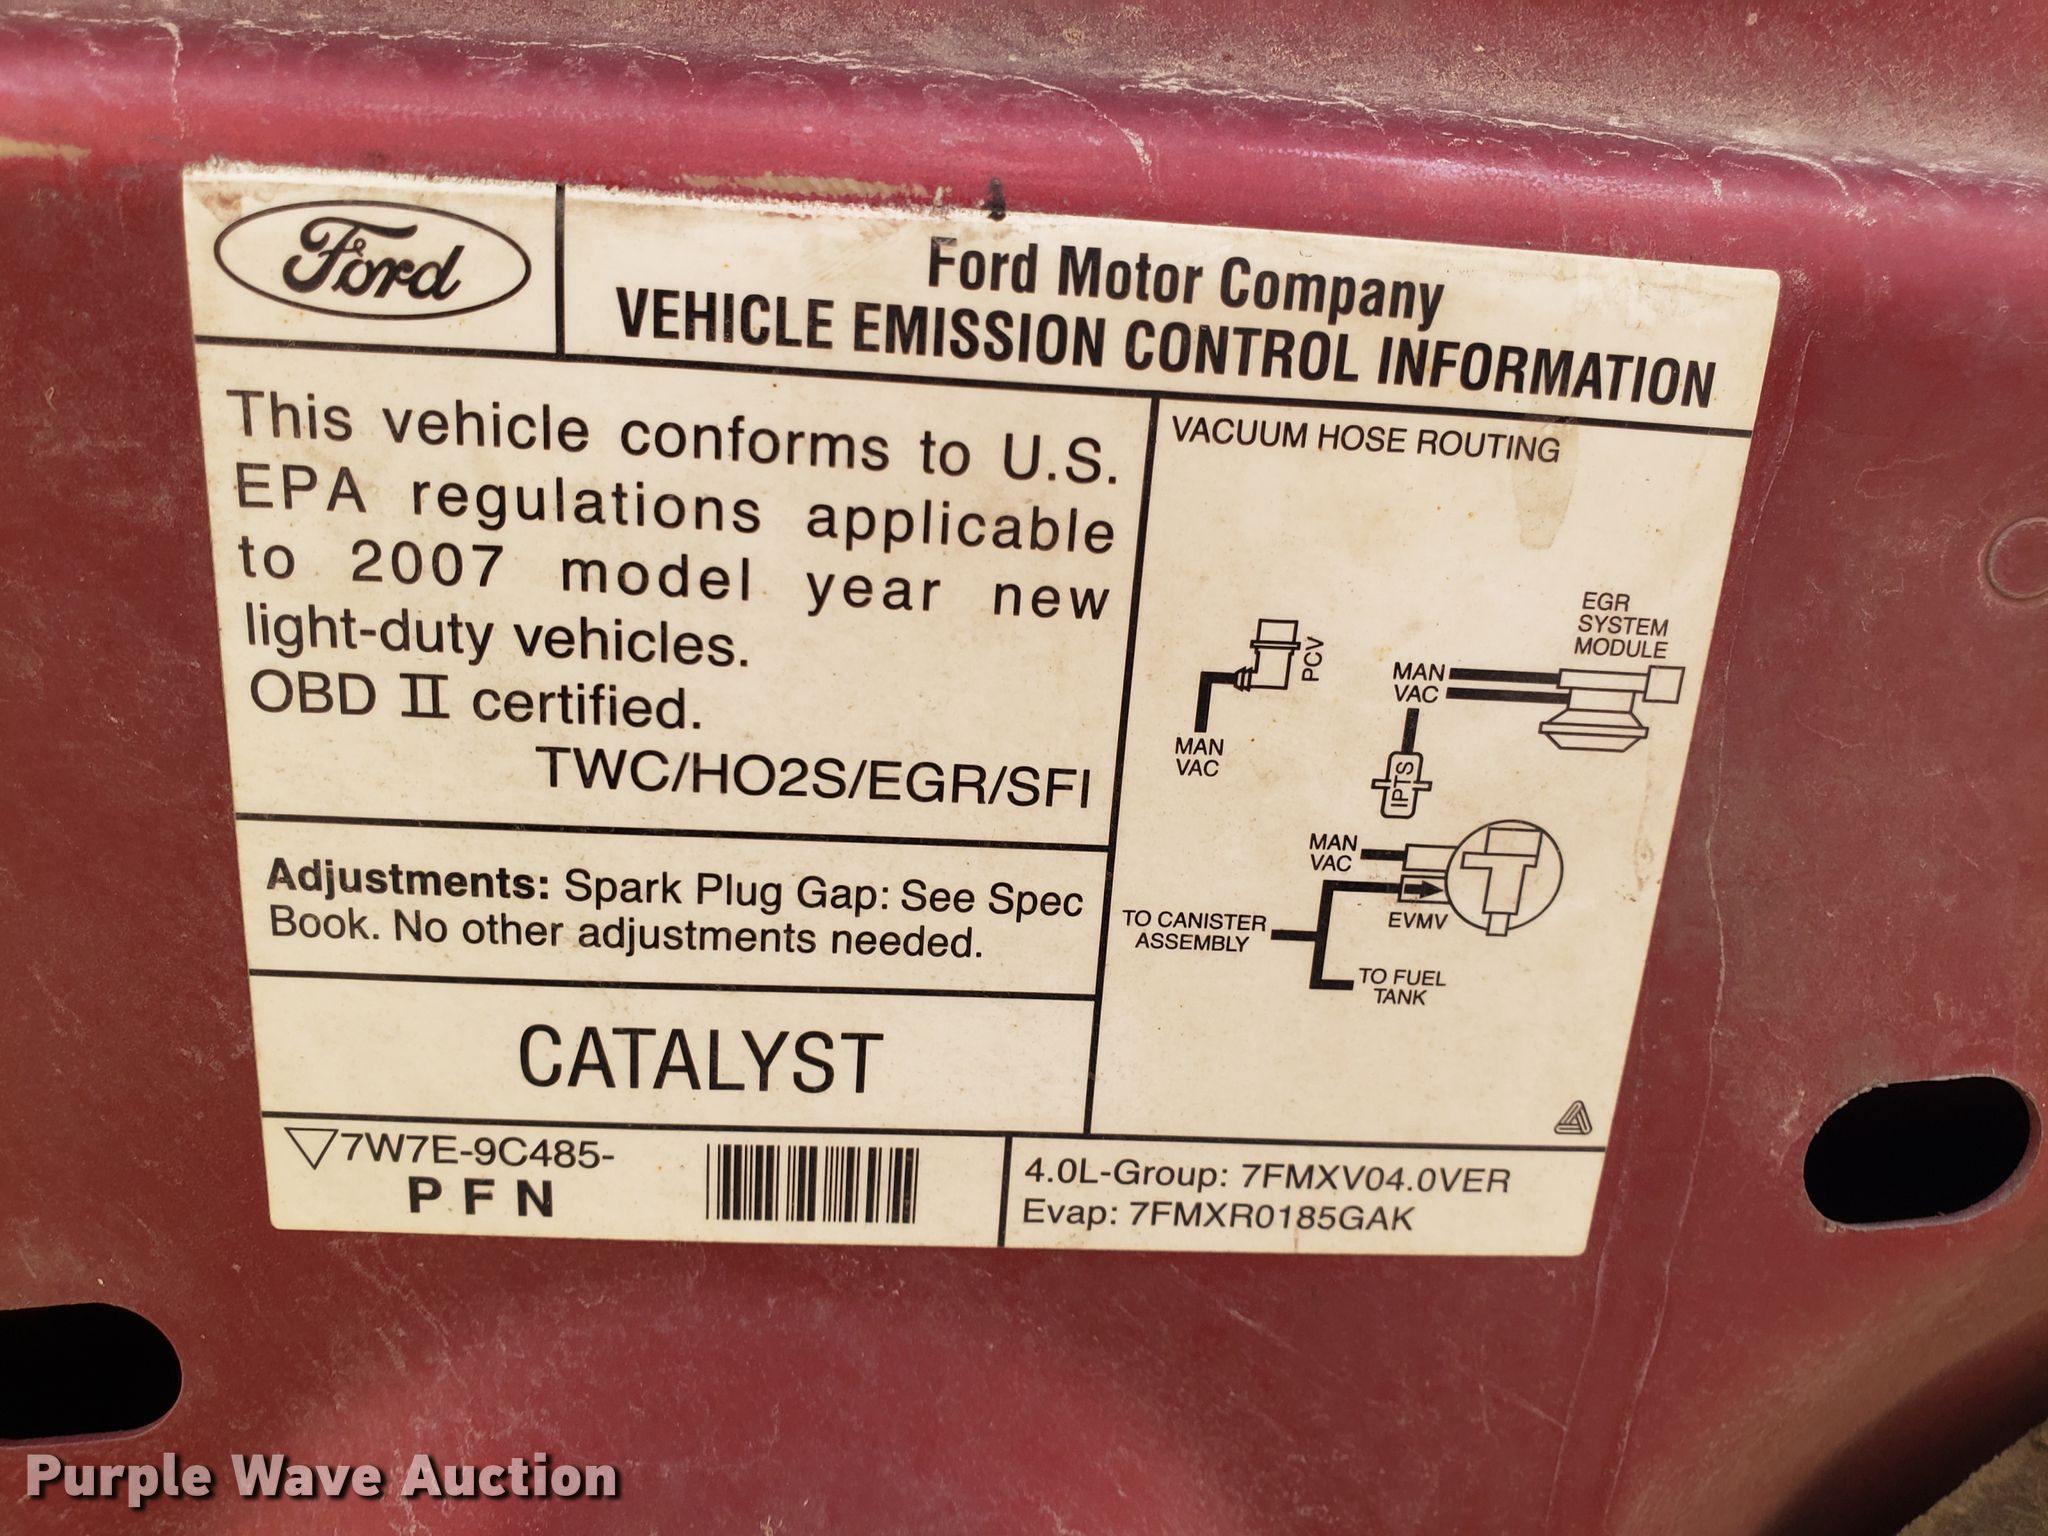 Ford
Ford Motor Company
VEHICLE EMISSION CONTROL INFORMATION
This vehicle conforms to U.S.
EPA regulations applicable
to 2007 model year new
light-duty vehicles.
OBD II certified.
TWC/HO2S/EGR/SFI
Adjustments: Spark Plug Gap: See Spec
Book. No other adjustments needed.
CATALYST
7W7E-9C485-
PFN
VACUUM HOSE ROUTING
PCV
MAN
VAC
EGR
SYSTEM
MODULE
MAN
VAC
IPTS
MAN
VAC
EVMV
TO CANISTER
ASSEMBLY
TO FUEL
TANK
4.0L-Group: 7FMXV04.0VER
Evap: 7FMXR0185GAK
Purple Wave Auction